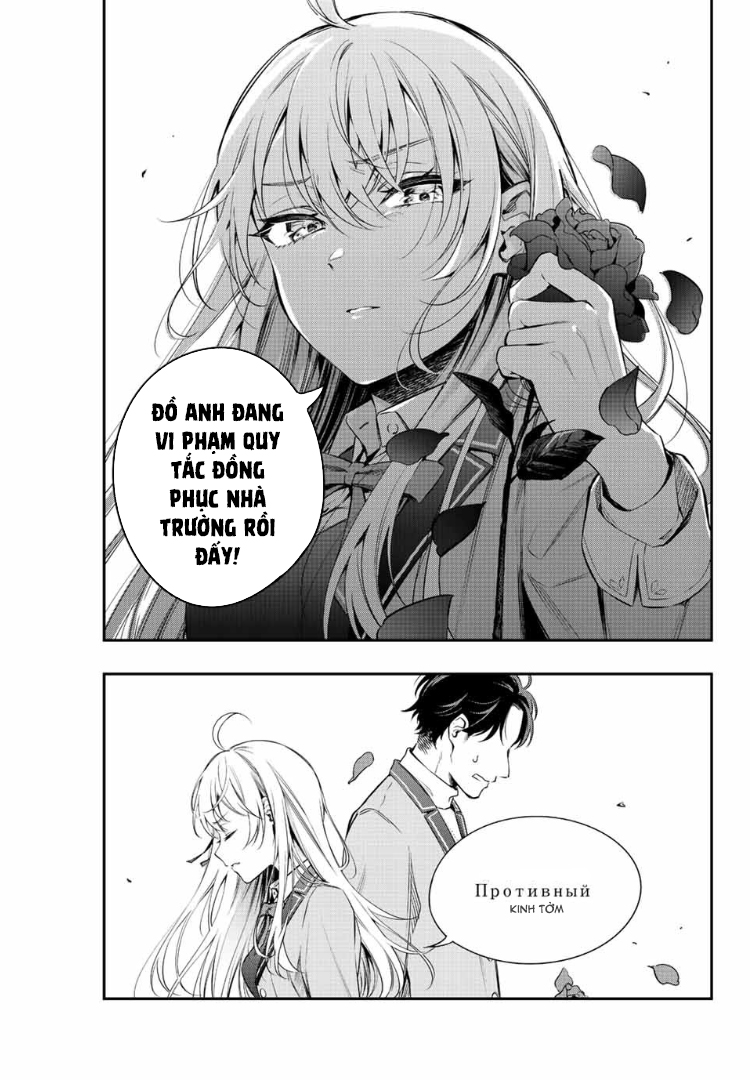 ĐỒ ANH ĐANG
VI PHẠM QUY
TẮC ĐỒNG
PHỤC NHÀ
TRƯỜNG RỒI
ĐẤY!
Противный
KINH TỞM